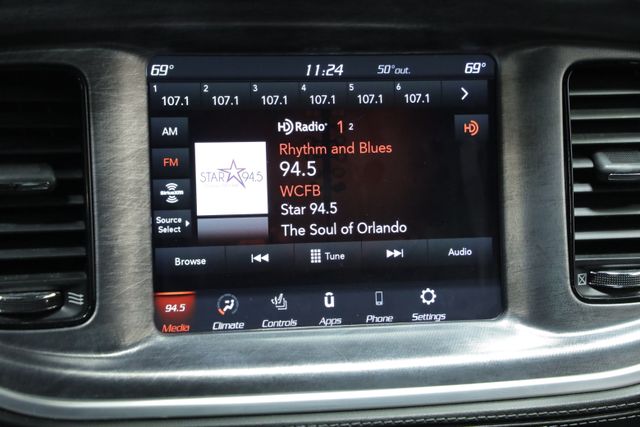 69° 11:24 50° out. 69°
1 107.1 2 107.1 3 107.1 4 107.1 5 107.1 6 107.1
AM
HD Radio 1 2
HD
Rhythm and Blues
FM
94.5
STAR 94.5
WCFB
SiriusXM
Star 94.5
Source
Select
The Soul of Orlando
Browse Tune Audio
94.5
Media Climate Controls Apps Phone Settings